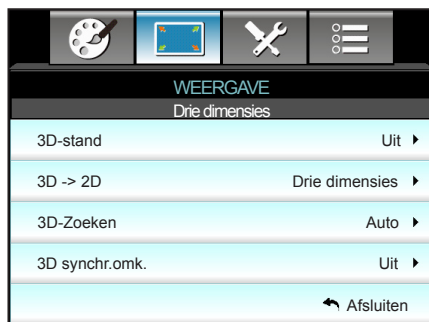 WEERGAVE
Drie dimensies
3D-stand Uit
3D -> 2D Drie dimensies
3D-Zoeken Auto
3D synchr.omk. Uit
Afsluiten